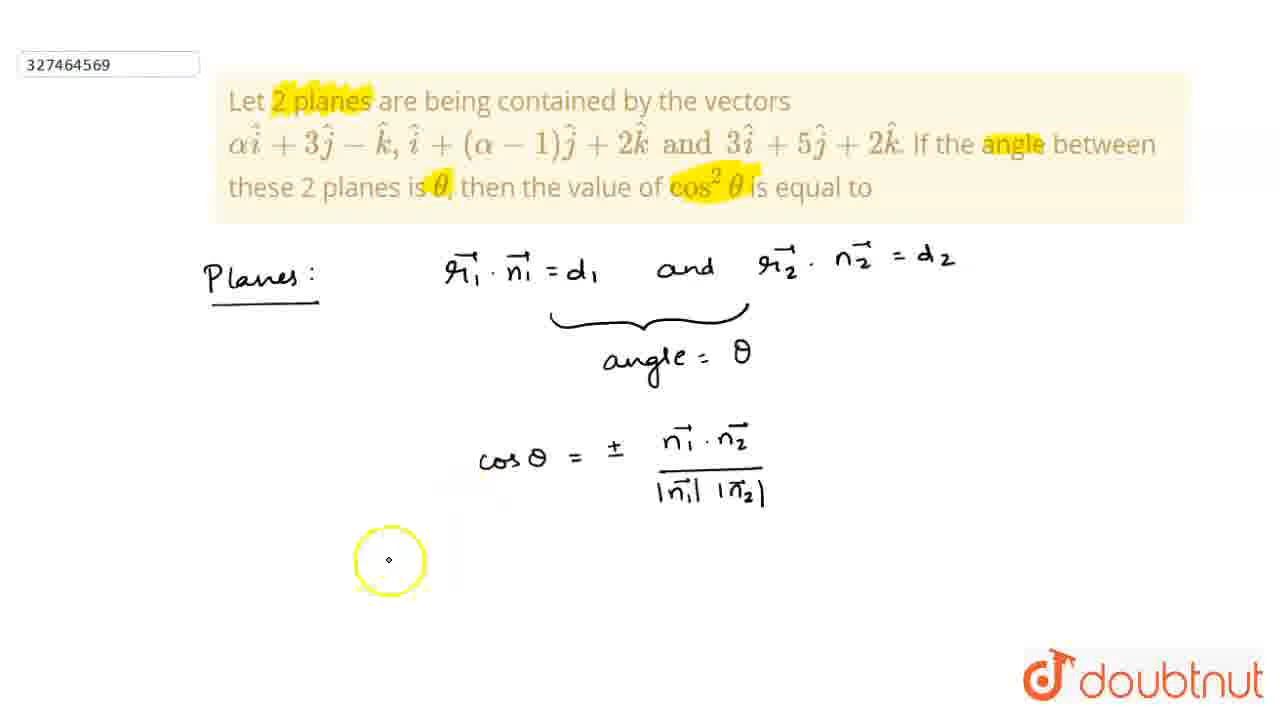 327464569
Let 2 planes are being contained by the vectors
αî + 3ĵ − k̂, î + (α − 1)ĵ + 2k̂ and 3î + 5ĵ + 2k̂. If the angle between
these 2 planes is θ, then the value of cos² θ is equal to
Planes: r₁⃗ · n₁⃗ = d₁ and r₂⃗ · n₂⃗ = d₂
angle = θ
cos θ = ± n₁⃗ · n₂⃗
|n₁⃗| |n₂⃗|
doubtnut